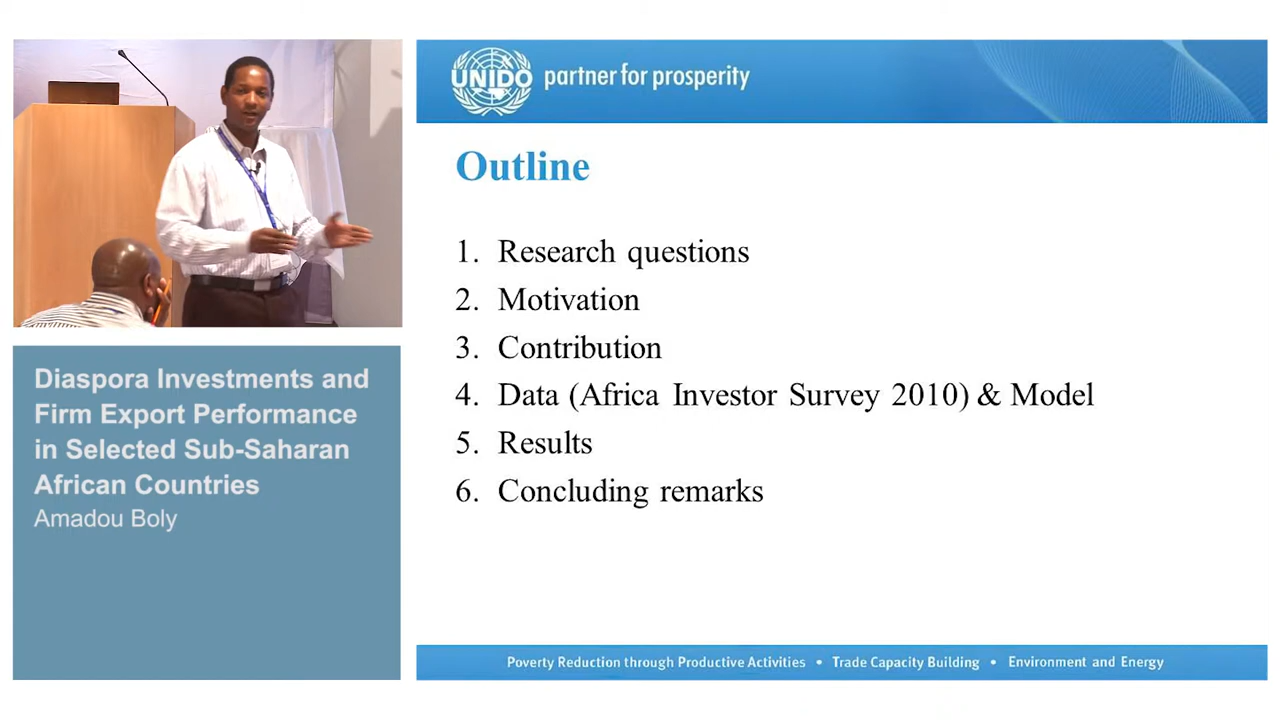 UNIDO partner for prosperity
Outline
1. Research questions
2. Motivation
3. Contribution
4. Data (Africa Investor Survey 2010) & Model
5. Results
6. Concluding remarks
Diaspora Investments and
Firm Export Performance
in Selected Sub-Saharan
African Countries
Amadou Boly
Poverty Reduction through Productive Activities • Trade Capacity Building • Environment and Energy